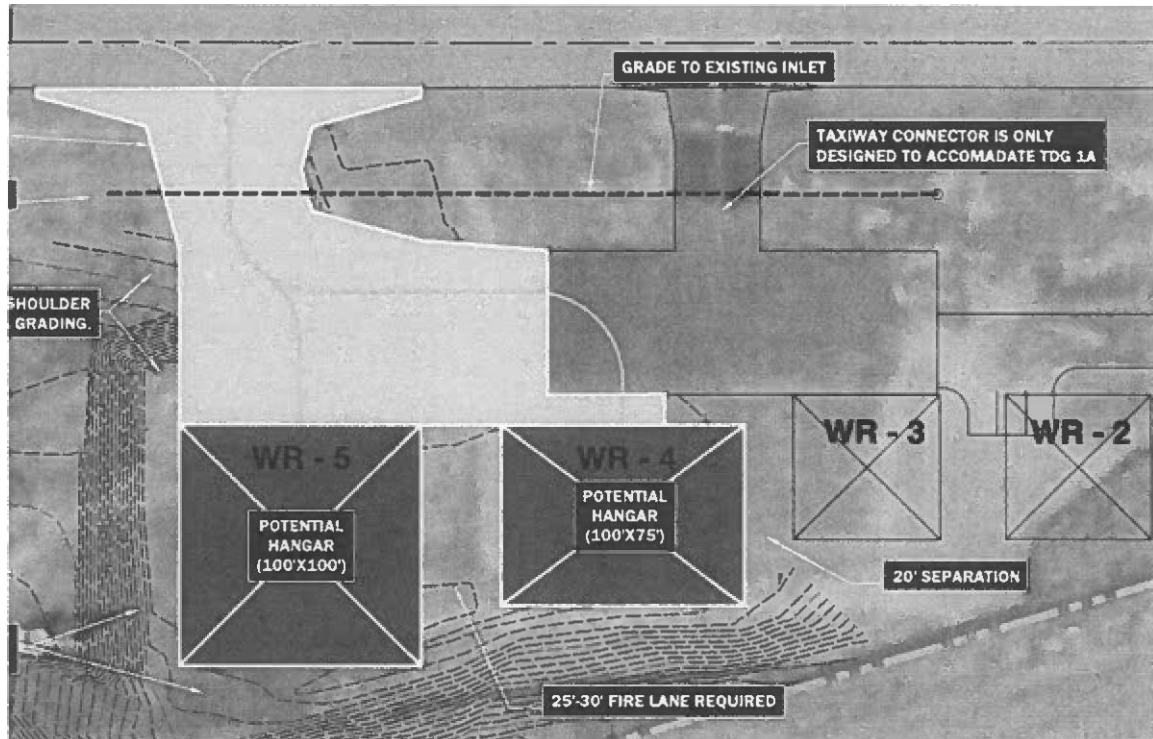 GRADE TO EXISTING INLET
TAXIWAY CONNECTOR IS ONLY
DESIGNED TO ACCOMADATE TDG 1A
SHOULDER
GRADING.
WR - 5
WR - 4
WR - 3
WR - 2
POTENTIAL
HANGAR
(100'X100')
POTENTIAL
HANGAR
(100'X75')
20' SEPARATION
25'-30' FIRE LANE REQUIRED